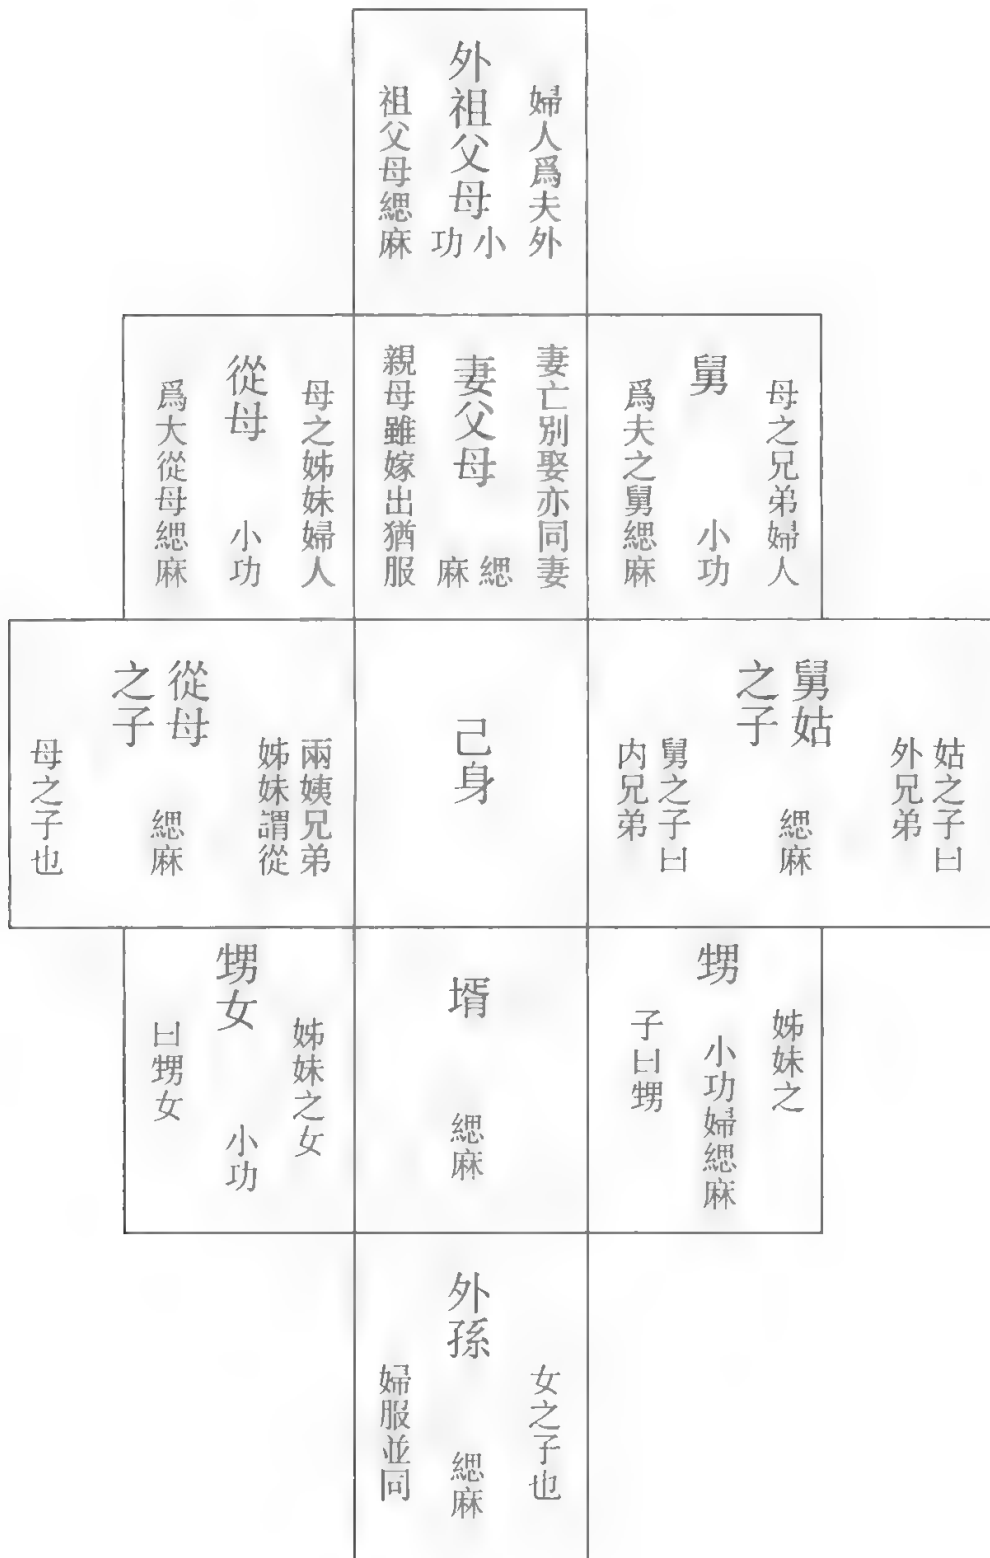 婦人爲夫外
外祖父母小功
祖父母緦麻
母之兄弟婦人
舅 小功
爲夫之舅緦麻
妻亡別娶亦同妻
妻父母 緦麻
親母雖嫁出猶服
母之姊妹婦人
從母 小功
爲大從母緦麻
姑之子曰
外兄弟
舅姑
之子 緦麻
舅之子曰
内兄弟
己身
兩姨兄弟
姊妹謂從
從母
之子 緦麻
母之子也
姊妹之
甥 小功婦緦麻
子曰甥
壻 緦麻
姊妹之女
甥女 小功
曰甥女
女之子也
外孫 緦麻
婦服並同